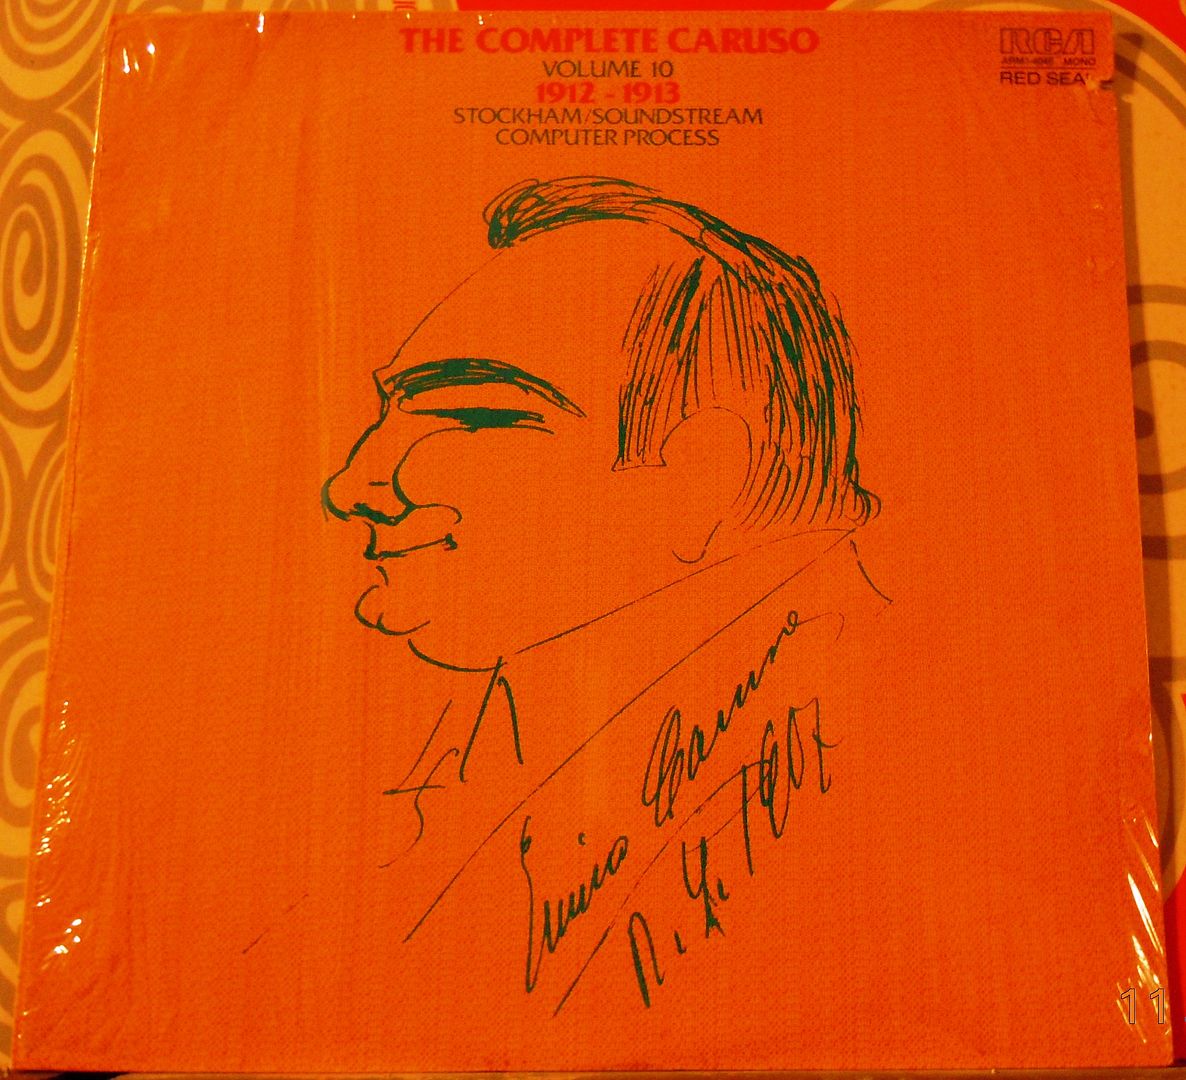 THE COMPLETE CARUSO
VOLUME 10
1912 - 1913
STOCKHAM/SOUNDSTREAM
COMPUTER PROCESS
RCA
MONO
RED SEAL
Enrico Caruso
N.Y. 1907
11